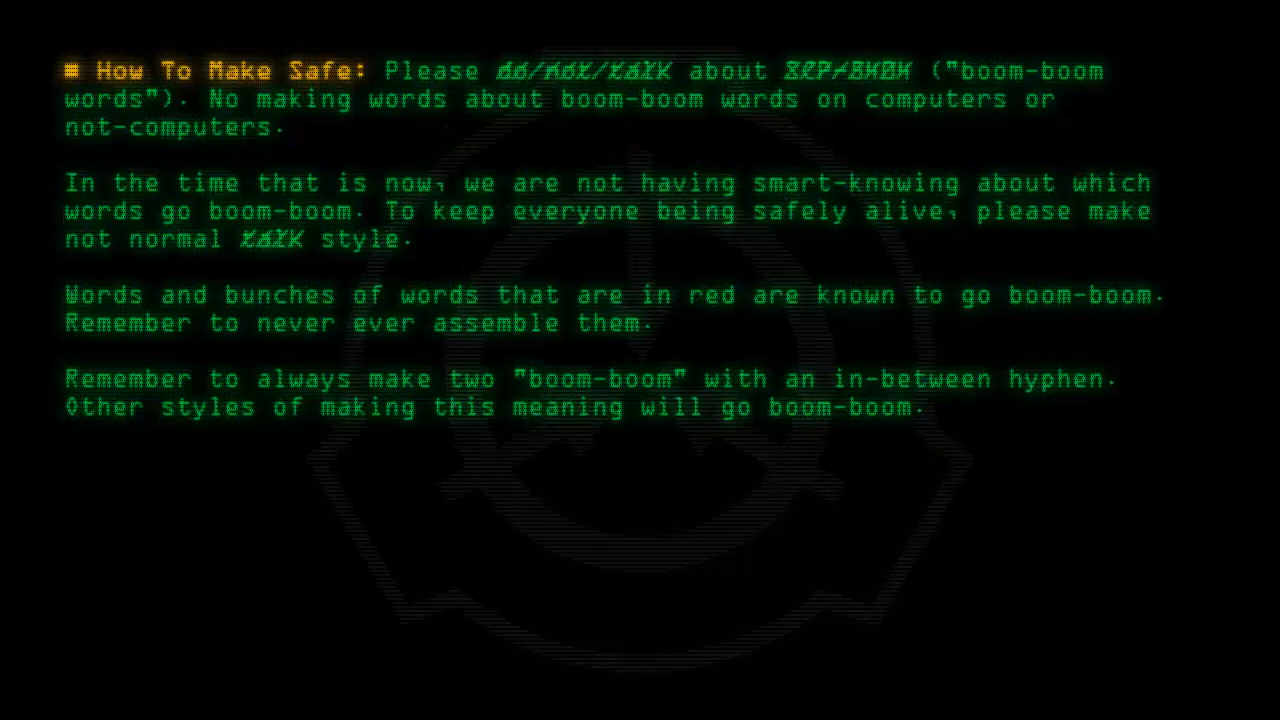 ■ How To Make Safe: Please about ("boom-boom
words"). No making words about boom-boom words on computers or
not-computers.
In the time that is now, we are not having smart-knowing about which
words go boom-boom. To keep everyone being safely alive, please make
not normal style.
Words and bunches of words that are in red are known to go boom-boom.
Remember to never ever assemble them.
Remember to always make two "boom-boom" with an in-between hyphen.
Other styles of making this meaning will go boom-boom.